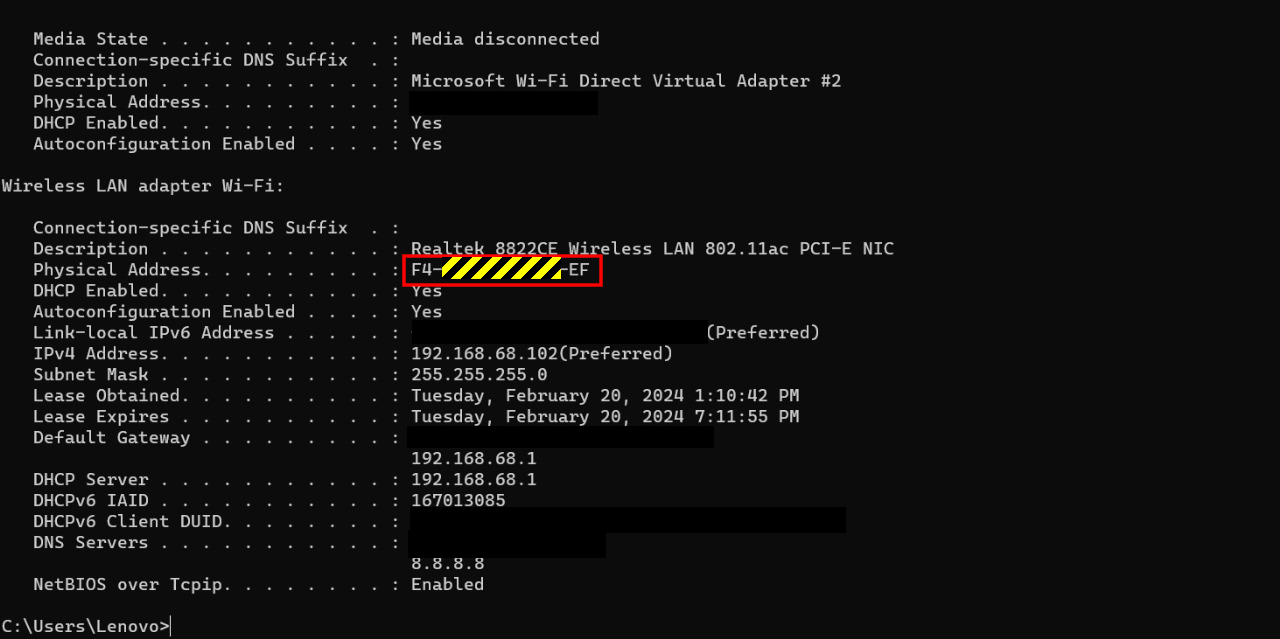 Media State . . . . . . . . . . . : Media disconnected
Connection-specific DNS Suffix  . :
Description . . . . . . . . . . . : Microsoft Wi-Fi Direct Virtual Adapter #2
Physical Address. . . . . . . . . :
DHCP Enabled. . . . . . . . . . . : Yes
Autoconfiguration Enabled . . . . : Yes
Wireless LAN adapter Wi-Fi:
Connection-specific DNS Suffix  . :
Description . . . . . . . . . . . : Realtek 8822CE Wireless LAN 802.11ac PCI-E NIC
Physical Address. . . . . . . . . : F4- -EF
DHCP Enabled. . . . . . . . . . . : Yes
Autoconfiguration Enabled . . . . : Yes
Link-local IPv6 Address . . . . . : (Preferred)
IPv4 Address. . . . . . . . . . . : 192.168.68.102(Preferred)
Subnet Mask . . . . . . . . . . . : 255.255.255.0
Lease Obtained. . . . . . . . . . : Tuesday, February 20, 2024 1:10:42 PM
Lease Expires . . . . . . . . . . : Tuesday, February 20, 2024 7:11:55 PM
Default Gateway . . . . . . . . . :
192.168.68.1
DHCP Server . . . . . . . . . . . : 192.168.68.1
DHCPv6 IAID . . . . . . . . . . . : 167013085
DHCPv6 Client DUID. . . . . . . . :
DNS Servers . . . . . . . . . . . :
8.8.8.8
NetBIOS over Tcpip. . . . . . . . : Enabled
C:\Users\Lenovo>